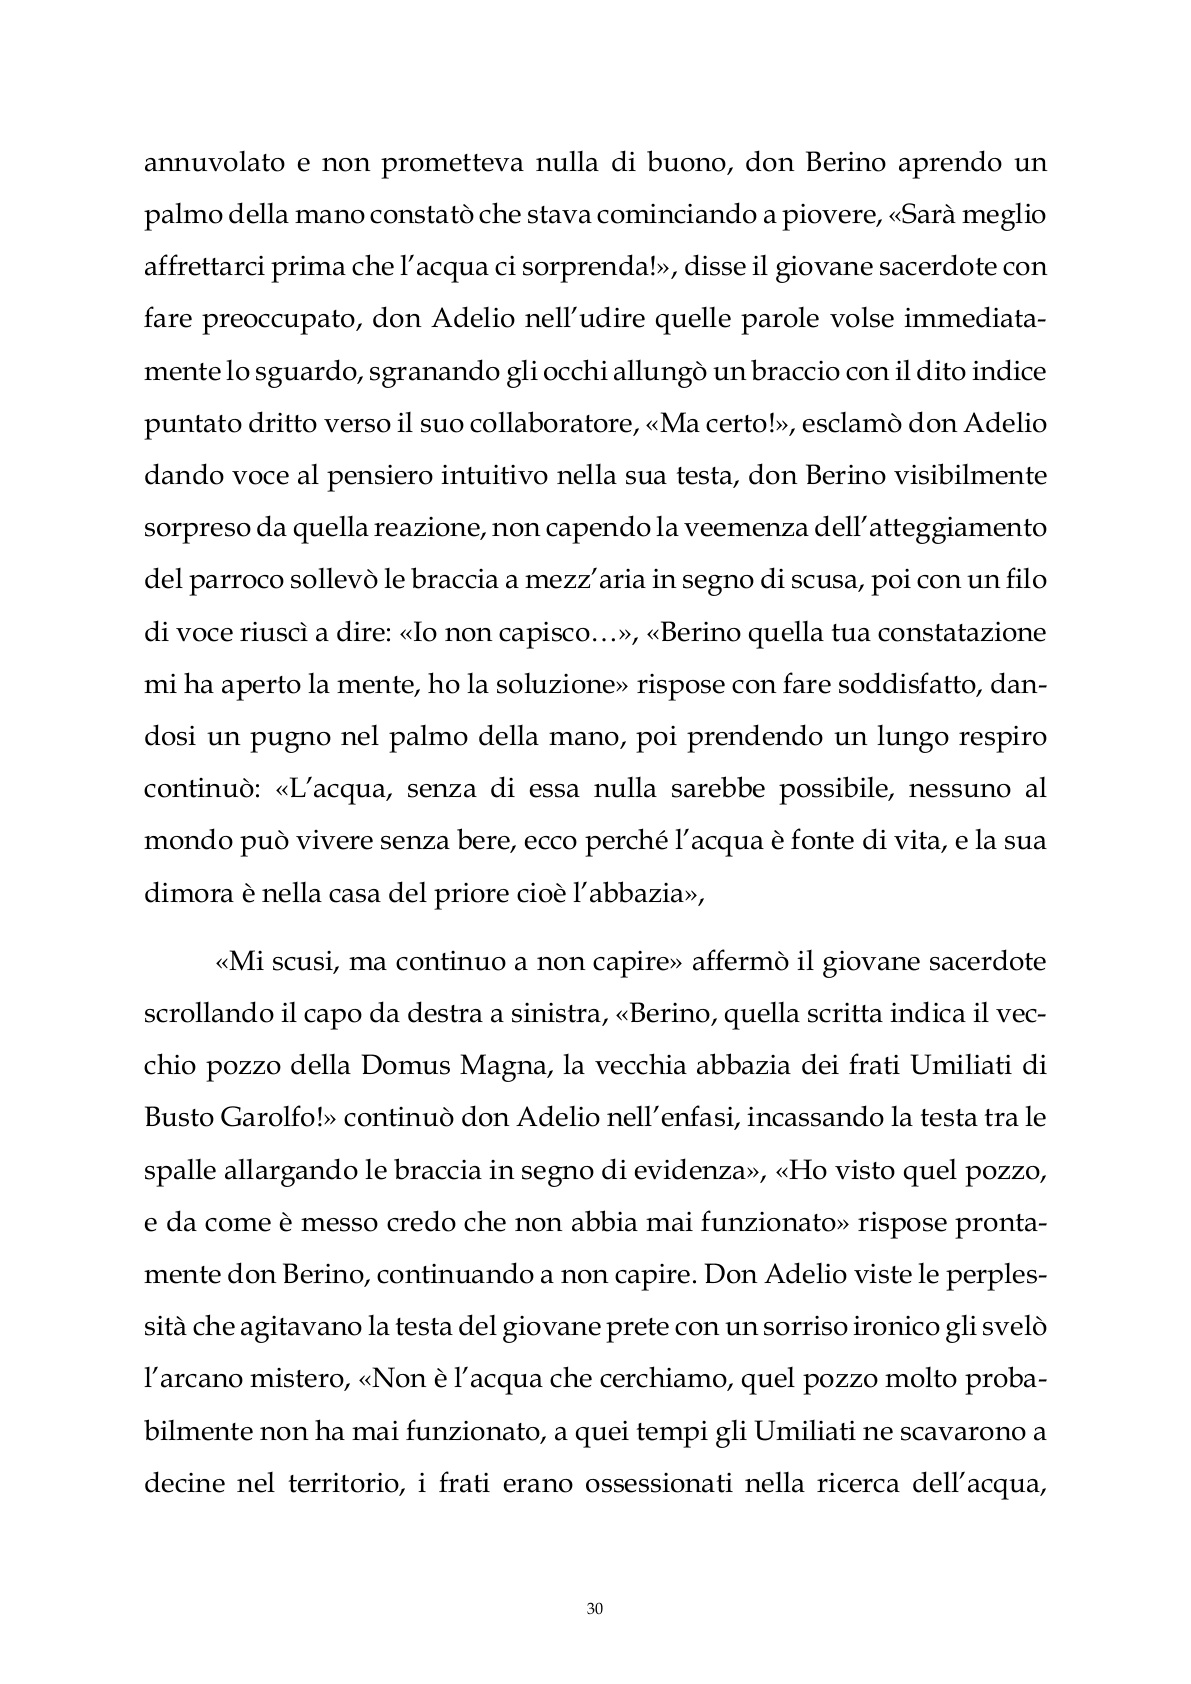 annuvolato e non prometteva nulla di buono, don Berino aprendo un
palmo della mano constatò che stava cominciando a piovere, «Sarà meglio
affrettarci prima che l’acqua ci sorprenda!», disse il giovane sacerdote con
fare preoccupato, don Adelio nell’udire quelle parole volse immediata-
mente lo sguardo, sgranando gli occhi allungò un braccio con il dito indice
puntato dritto verso il suo collaboratore, «Ma certo!», esclamò don Adelio
dando voce al pensiero intuitivo nella sua testa, don Berino visibilmente
sorpreso da quella reazione, non capendo la veemenza dell’atteggiamento
del parroco sollevò le braccia a mezz’aria in segno di scusa, poi con un filo
di voce riuscì a dire: «Io non capisco…», «Berino quella tua constatazione
mi ha aperto la mente, ho la soluzione» rispose con fare soddisfatto, dan-
dosi un pugno nel palmo della mano, poi prendendo un lungo respiro
continuò: «L’acqua, senza di essa nulla sarebbe possibile, nessuno al
mondo può vivere senza bere, ecco perché l’acqua è fonte di vita, e la sua
dimora è nella casa del priore cioè l’abbazia»,
«Mi scusi, ma continuo a non capire» affermò il giovane sacerdote
scrollando il capo da destra a sinistra, «Berino, quella scritta indica il vec-
chio pozzo della Domus Magna, la vecchia abbazia dei frati Umiliati di
Busto Garolfo!» continuò don Adelio nell’enfasi, incassando la testa tra le
spalle allargando le braccia in segno di evidenza», «Ho visto quel pozzo,
e da come è messo credo che non abbia mai funzionato» rispose pronta-
mente don Berino, continuando a non capire. Don Adelio viste le perples-
sità che agitavano la testa del giovane prete con un sorriso ironico gli svelò
l’arcano mistero, «Non è l’acqua che cerchiamo, quel pozzo molto proba-
bilmente non ha mai funzionato, a quei tempi gli Umiliati ne scavarono a
decine nel territorio, i frati erano ossessionati nella ricerca dell’acqua,
30